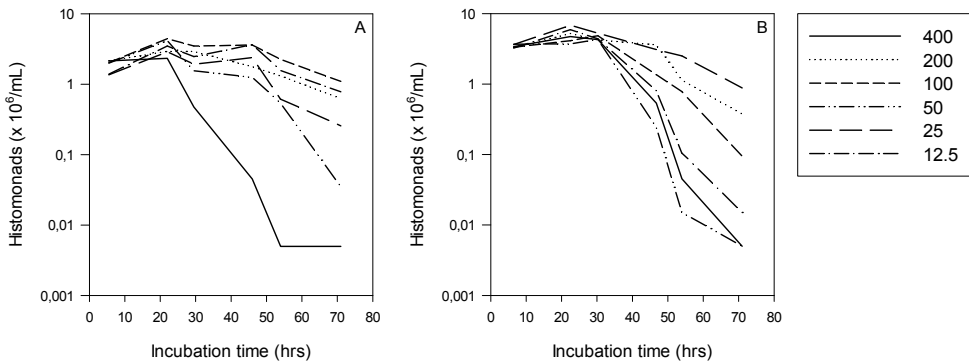 A
Histomonads (x 10⁶/mL)
10
1
0,1
0,01
0,001
0 10 20 30 40 50 60 70 80
Incubation time (hrs)
B
Histomonads (x 10⁶/mL)
10
1
0,1
0,01
0,001
0 10 20 30 40 50 60 70 80
Incubation time (hrs)
400
200
100
50
25
12.5